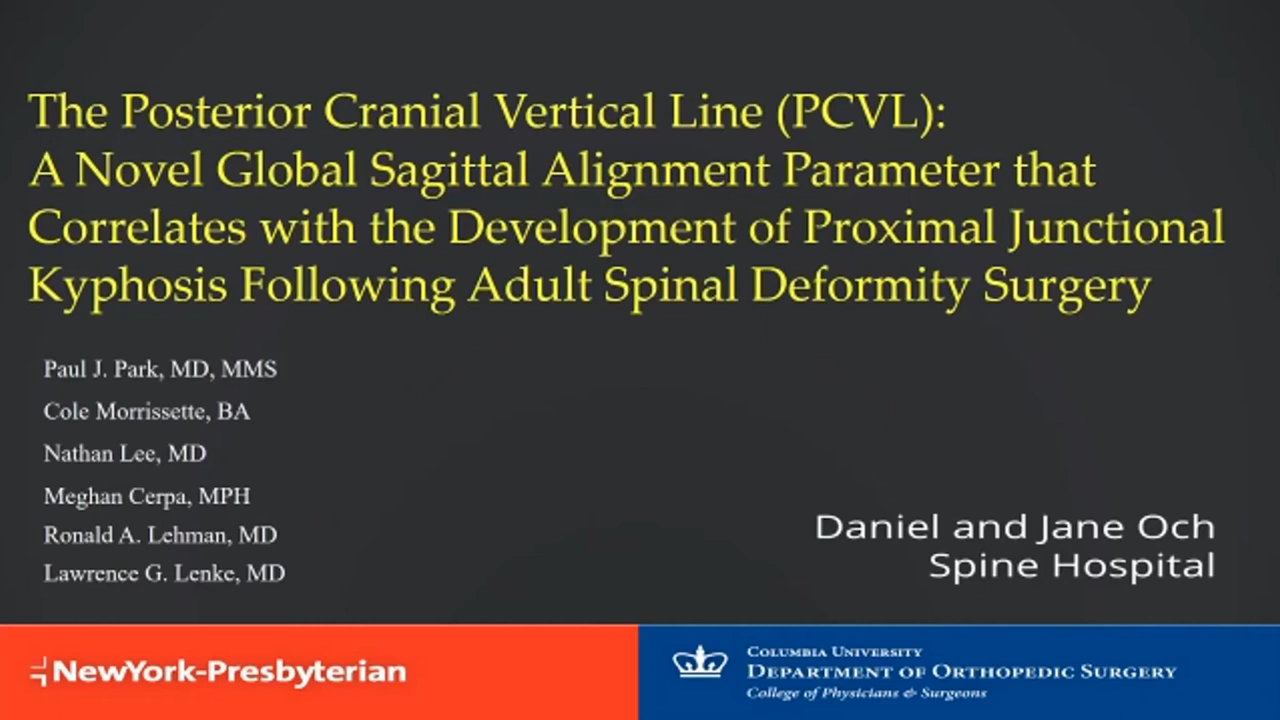 The Posterior Cranial Vertical Line (PCVL):
A Novel Global Sagittal Alignment Parameter that
Correlates with the Development of Proximal Junctional
Kyphosis Following Adult Spinal Deformity Surgery
Paul J. Park, MD, MMS
Cole Morrissette, BA
Nathan Lee, MD
Meghan Cerpa, MPH
Ronald A. Lehman, MD
Lawrence G. Lenke, MD
Daniel and Jane Och
Spine Hospital
NewYork-Presbyterian
COLUMBIA UNIVERSITY
DEPARTMENT OF ORTHOPEDIC SURGERY
College of Physicians & Surgeons